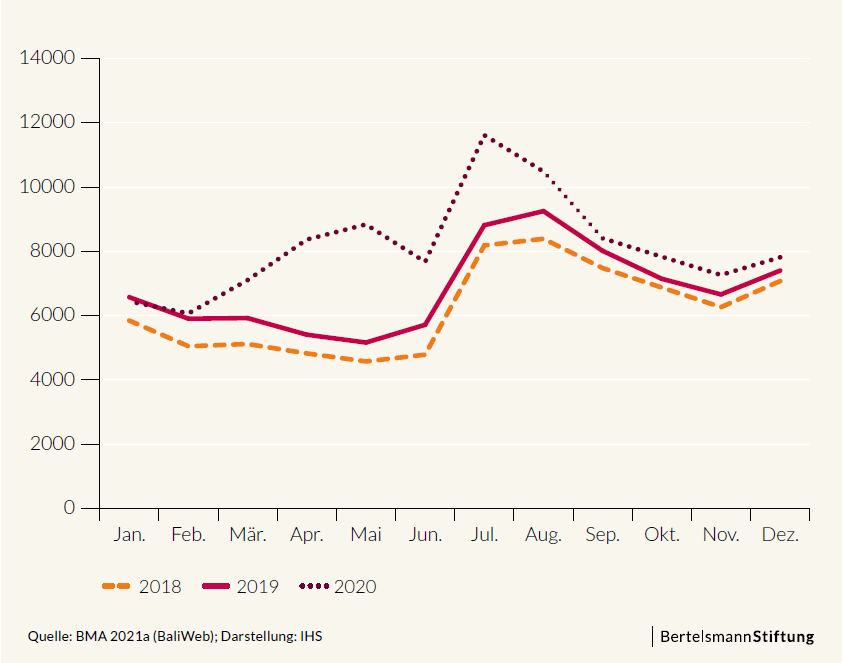 14000
12000
10000
8000
6000
4000
2000
0
Jan. Feb. Mär. Apr. Mai Jun. Jul. Aug. Sep. Okt. Nov. Dez.
2018 2019 2020
Quelle: BMA 2021a (BaliWeb); Darstellung: IHS
BertelsmannStiftung